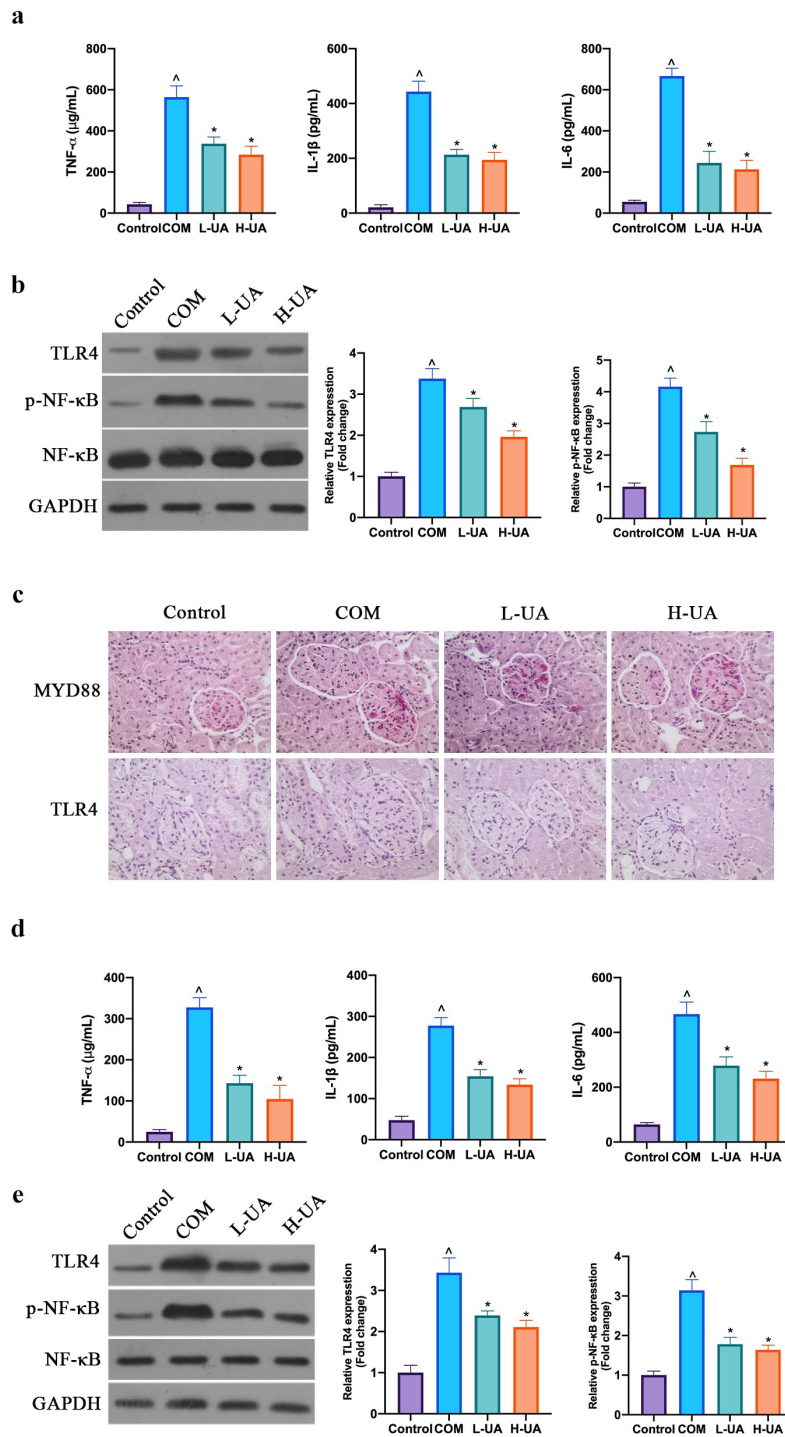 a
TNF-α (μg/mL)
800
600
400
200
0
^
*
*
Control COM L-UA H-UA
IL-1β (pg/mL)
600
400
200
0
^
*
*
Control COM L-UA H-UA
IL-6 (pg/mL)
800
600
400
200
0
^
*
*
Control COM L-UA H-UA
b
Control COM L-UA H-UA
TLR4
p-NF-κB
NF-κB
GAPDH
Relative TLR4 expresstion
(Fold change)
4
3
2
1
0
^
*
*
Control COM L-UA H-UA
Relative p-NF-κB expresstion
(Fold change)
5
4
3
2
1
0
^
*
*
Control COM L-UA H-UA
c
Control COM L-UA H-UA
MYD88
TLR4
d
TNF-α (μg/mL)
400
300
200
100
0
^
*
*
Control COM L-UA H-UA
IL-1β (pg/mL)
400
300
200
100
0
^
*
*
Control COM L-UA H-UA
IL-6 (pg/mL)
600
400
200
0
^
*
*
Control COM L-UA H-UA
e
Control COM L-UA H-UA
TLR4
p-NF-κB
NF-κB
GAPDH
Relative TLR4 expresstion
(Fold change)
4
3
2
1
0
^
*
*
Control COM L-UA H-UA
Relative p-NF-κB expresstion
(Fold change)
4
3
2
1
0
^
*
*
Control COM L-UA H-UA